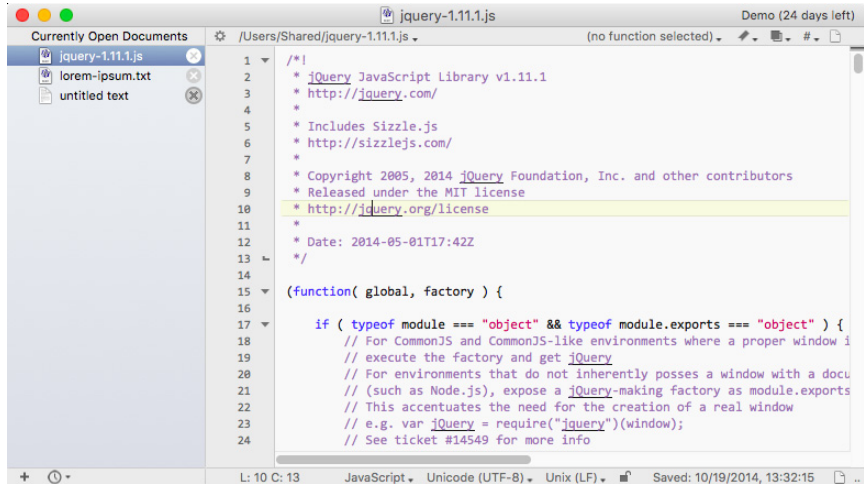 jquery-1.11.1.js
Demo (24 days left)
Currently Open Documents
/Users/Shared/jquery-1.11.1.js
(no function selected)
#
jquery-1.11.1.js
lorem-ipsum.txt
untitled text
1 /*!
2 * jQuery JavaScript Library v1.11.1
3 * http://jquery.com/
4 *
5 * Includes Sizzle.js
6 * http://sizzlejs.com/
7 *
8 * Copyright 2005, 2014 jQuery Foundation, Inc. and other contributors
9 * Released under the MIT license
10 * http://jquery.org/license
11 *
12 * Date: 2014-05-01T17:42Z
13 */
14
15 (function( global, factory ) {
16
17 if ( typeof module === "object" && typeof module.exports === "object" ) {
18 // For CommonJS and CommonJS-like environments where a proper window i
19 // execute the factory and get jQuery
20 // For environments that do not inherently posses a window with a docu
21 // (such as Node.js), expose a jQuery-making factory as module.exports
22 // This accentuates the need for the creation of a real window
23 // e.g. var jQuery = require("jquery")(window);
24 // See ticket #14549 for more info
L: 10 C: 13
JavaScript
Unicode (UTF-8)
Unix (LF)
Saved: 10/19/2014, 13:32:15